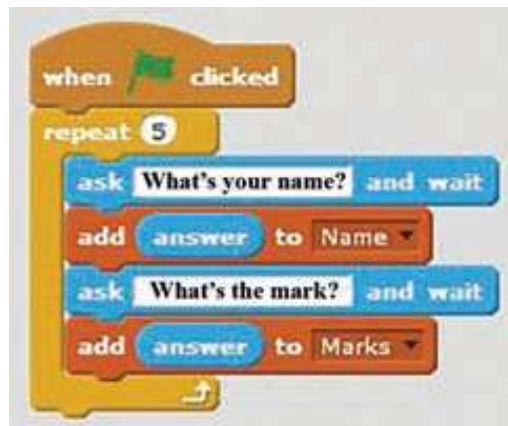 when clicked
repeat 5
ask What's your name? and wait
add answer to Name
ask What's the mark? and wait
add answer to Marks